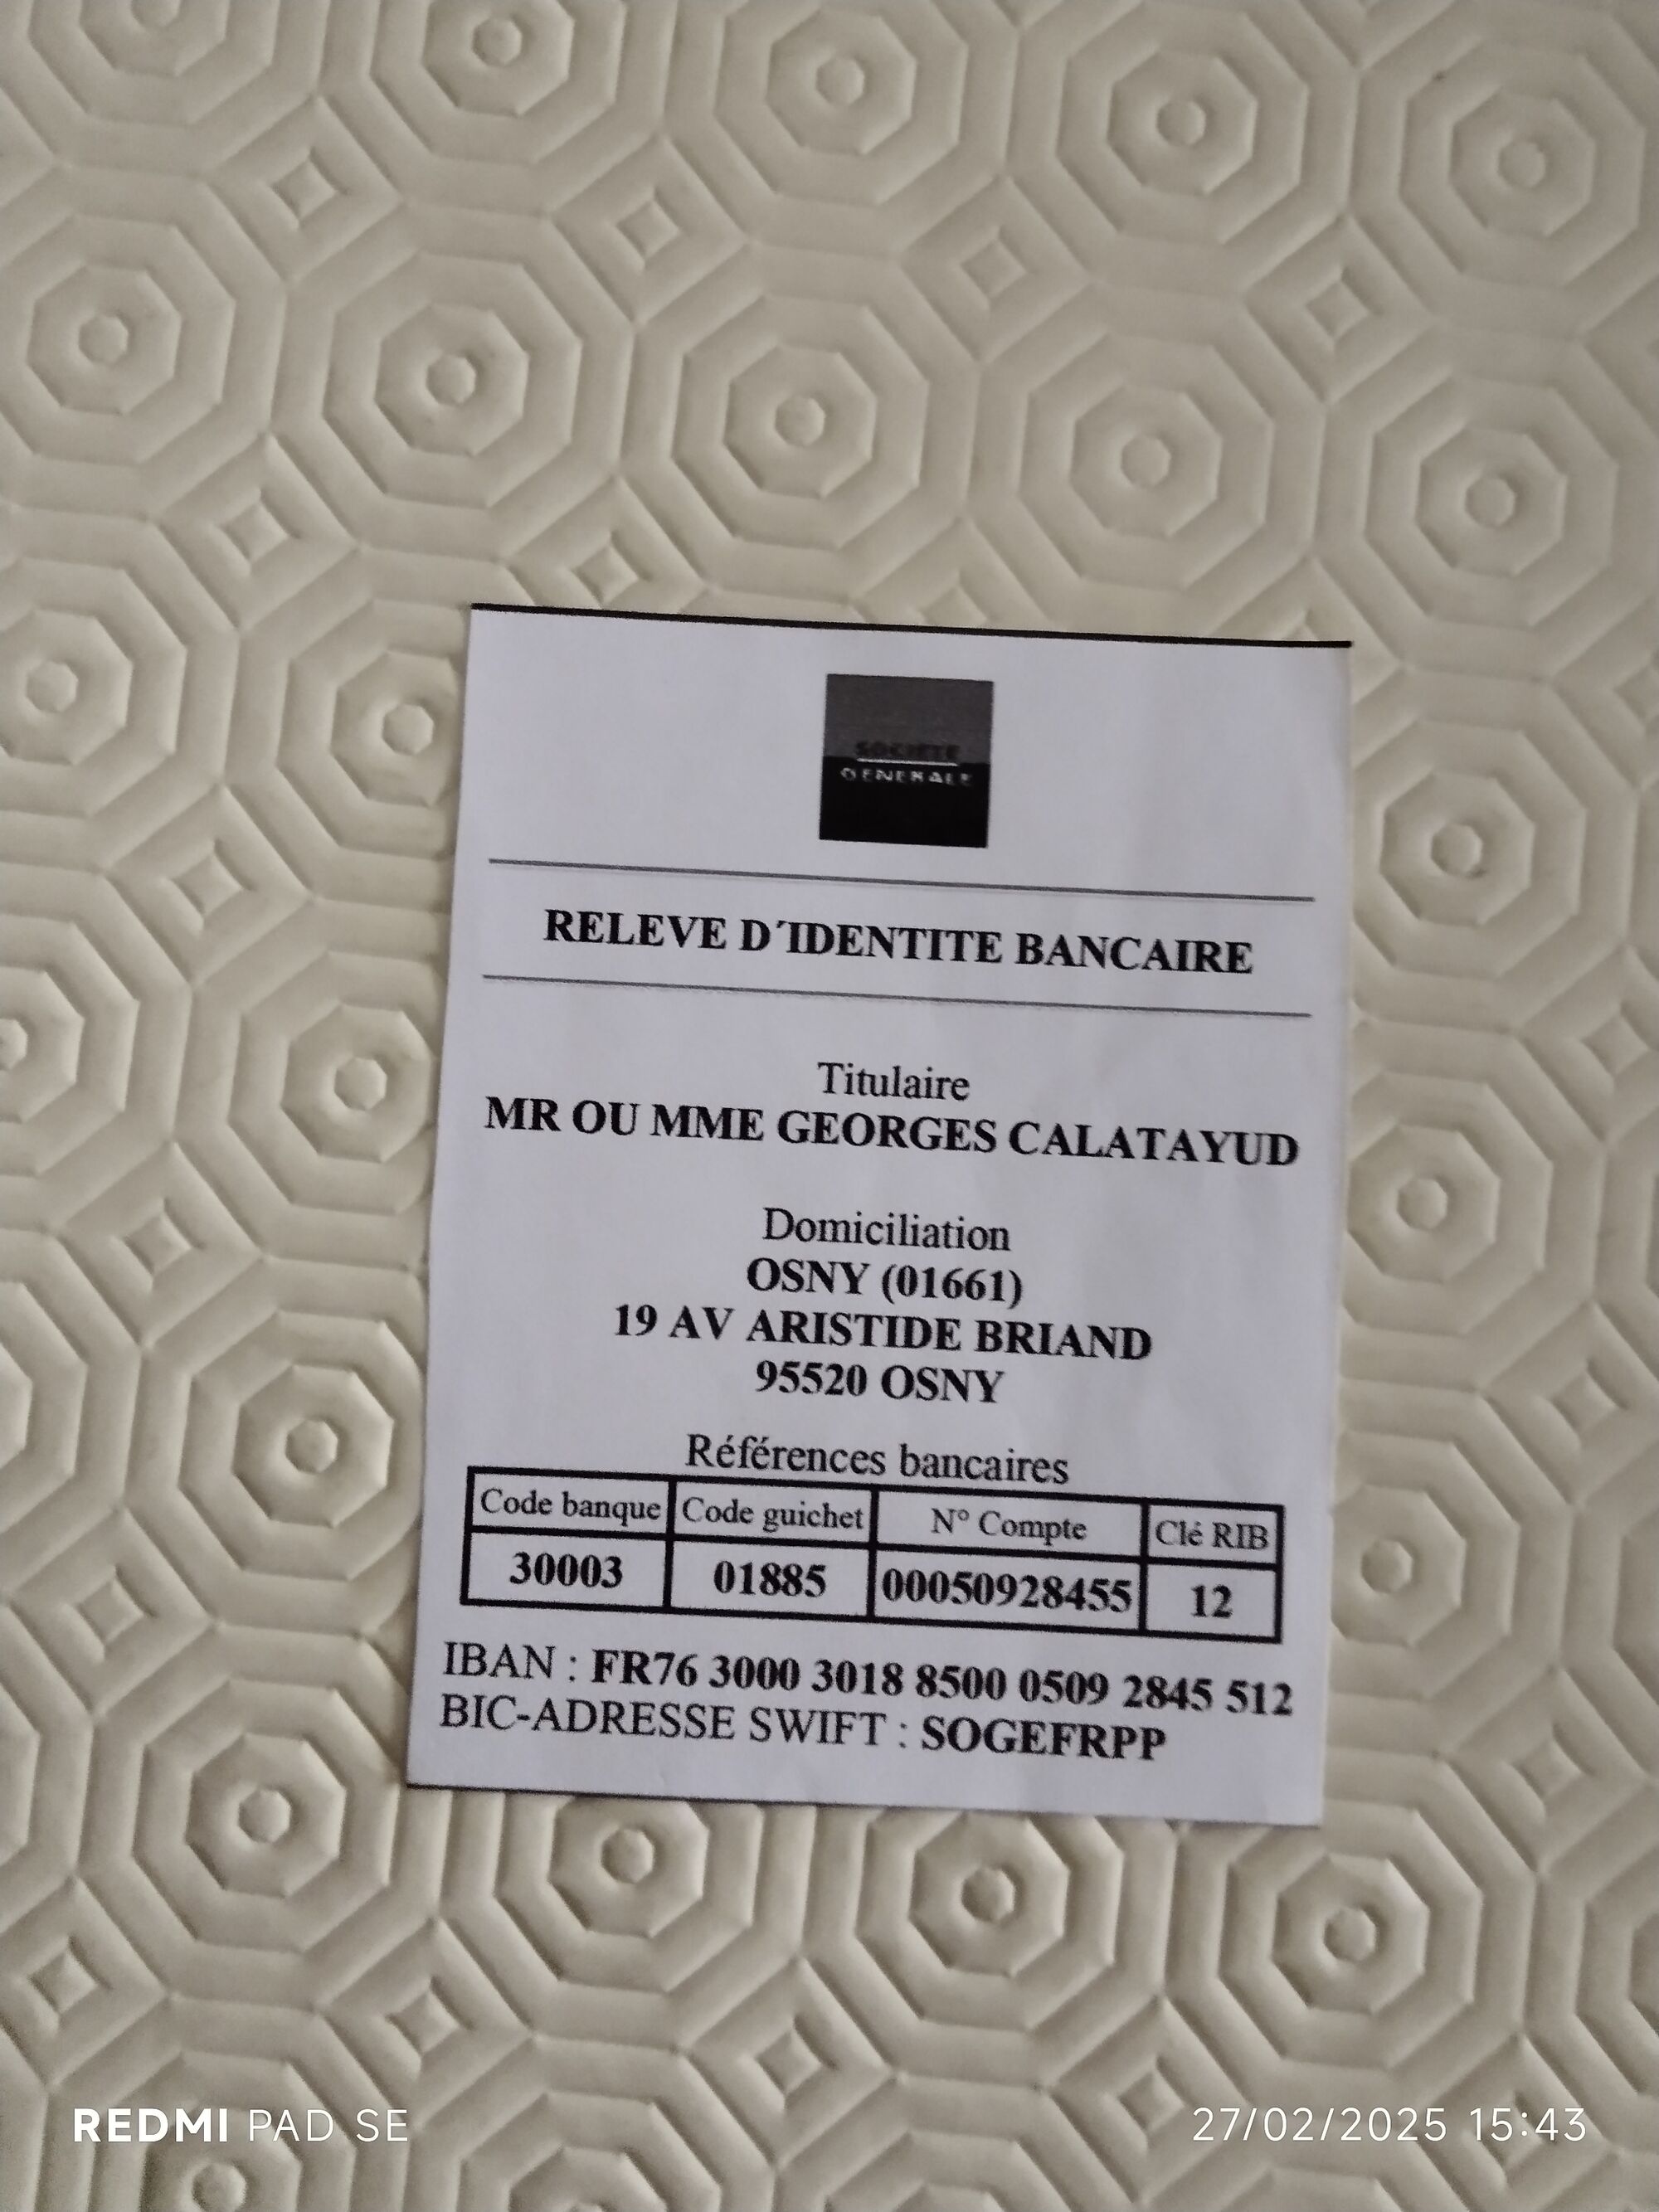 SOCIETE
GENERALE
RELEVE D´IDENTITE BANCAIRE
Titulaire
MR OU MME GEORGES CALATAYUD
Domiciliation
OSNY (01661)
19 AV ARISTIDE BRIAND
95520 OSNY
Références bancaires
Code banque Code guichet N° Compte Clé RIB
30003 01885 00050928455 12
IBAN : FR76 3000 3018 8500 0509 2845 512
BIC-ADRESSE SWIFT : SOGEFRPP
REDMI PAD SE 27/02/2025 15:43